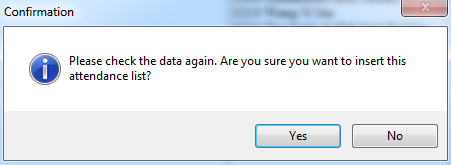 Confirmation
Please check the data again. Are you sure you want to insert this
attendance list?
Yes
No